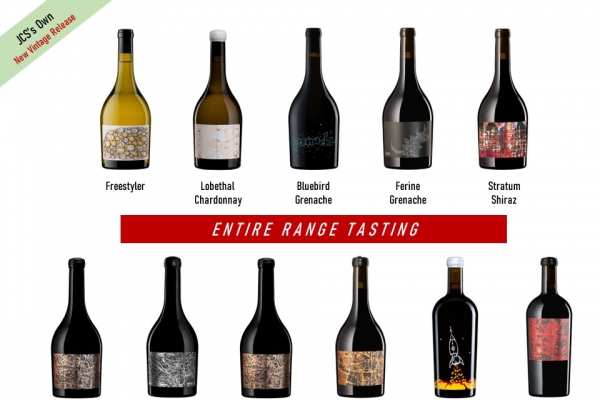 JCS's Own
New Vintage Release
Freestyler
Lobethal
Chardonnay
Bluebird
Grenache
Ferine
Grenache
Stratum
Shiraz
ENTIRE RANGE TASTING